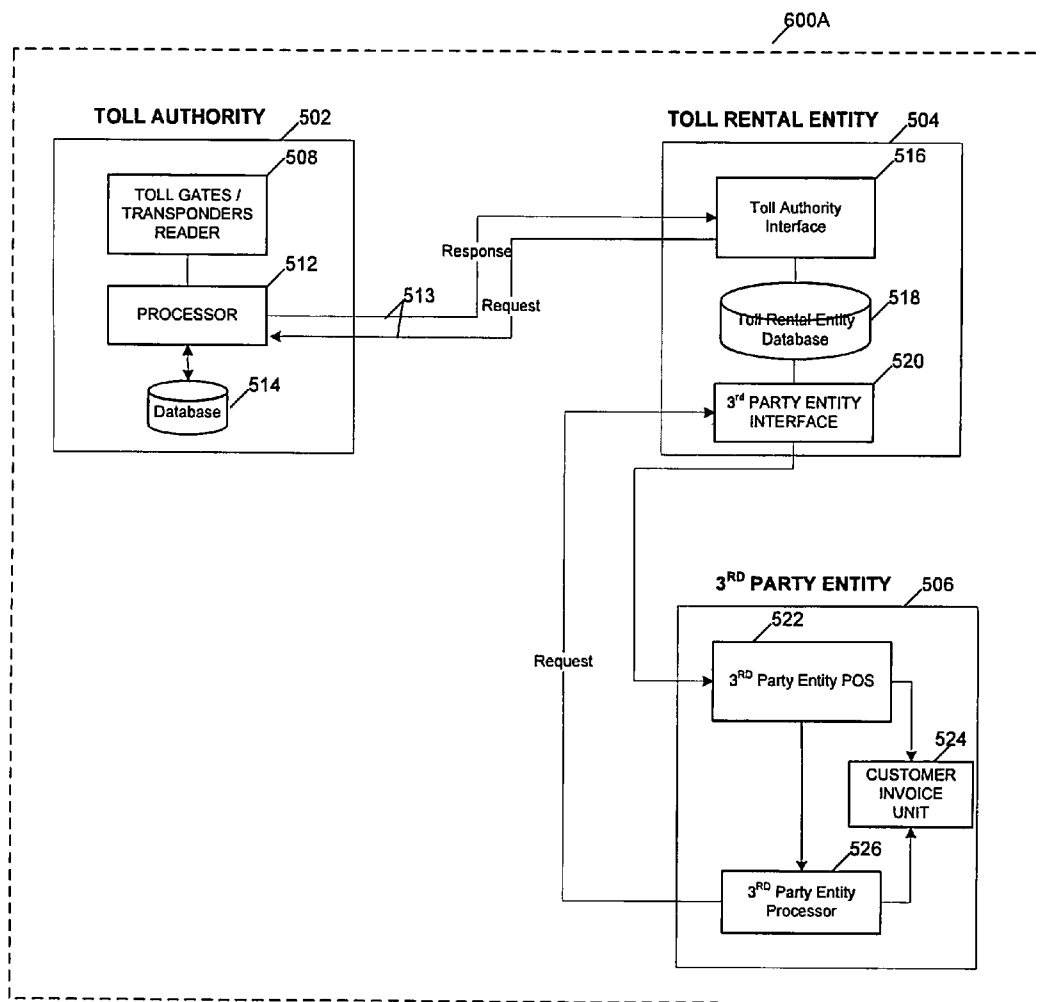 600A
TOLL AUTHORITY
502
508
TOLL GATES /
TRANSPONDERS
READER
512
PROCESSOR
513
514
Database
Response
Request
TOLL RENTAL ENTITY
504
516
Toll Authority
Interface
518
Toll Rental Entity
Database
520
3rd PARTY ENTITY
INTERFACE
Request
3RD PARTY ENTITY
506
522
3RD Party Entity POS
524
CUSTOMER
INVOICE
UNIT
526
3RD Party Entity
Processor